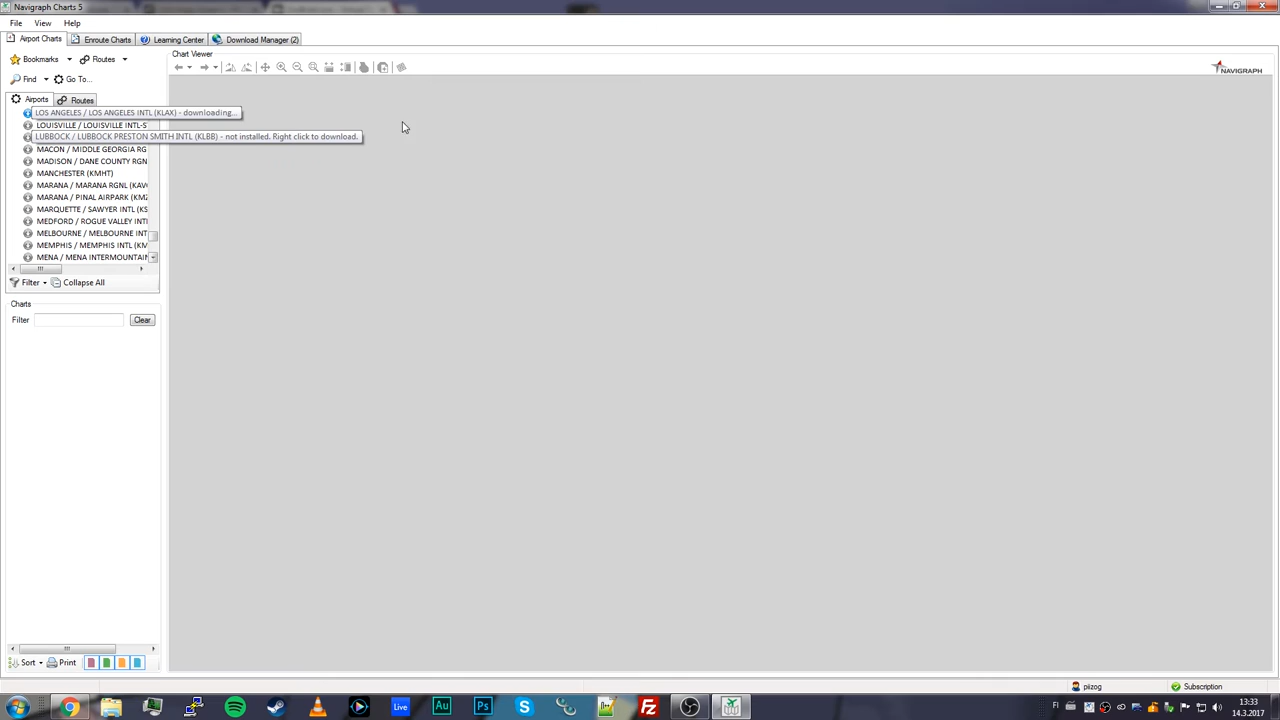 Navigraph Charts 5
File View Help
Airport Charts Enroute Charts Learning Center Download Manager (2)
Bookmarks Routes
Chart Viewer
Find Go To...
NAVIGRAPH
Airports Routes
LOS ANGELES / LOS ANGELES INTL (KLAX) - downloading...
LOUISVILLE / LOUISVILLE INTL-S
LUBBOCK / LUBBOCK PRESTON SMITH INTL (KLBB) - not installed. Right click to download.
MACON / MIDDLE GEORGIA RG
MADISON / DANE COUNTY RGN
MANCHESTER (KMHT)
MARANA / MARANA RGNL (KAV
MARANA / PINAL AIRPARK (KMZ
MARQUETTE / SAWYER INTL (KS
MEDFORD / ROGUE VALLEY INT
MELBOURNE / MELBOURNE INT
MEMPHIS / MEMPHIS INTL (KM
MENA / MENA INTERMOUNTAIN
Filter Collapse All
Charts
Filter Clear
Sort Print
piizog Subscription
Live Au Ps FI 13:33
14.3.2017